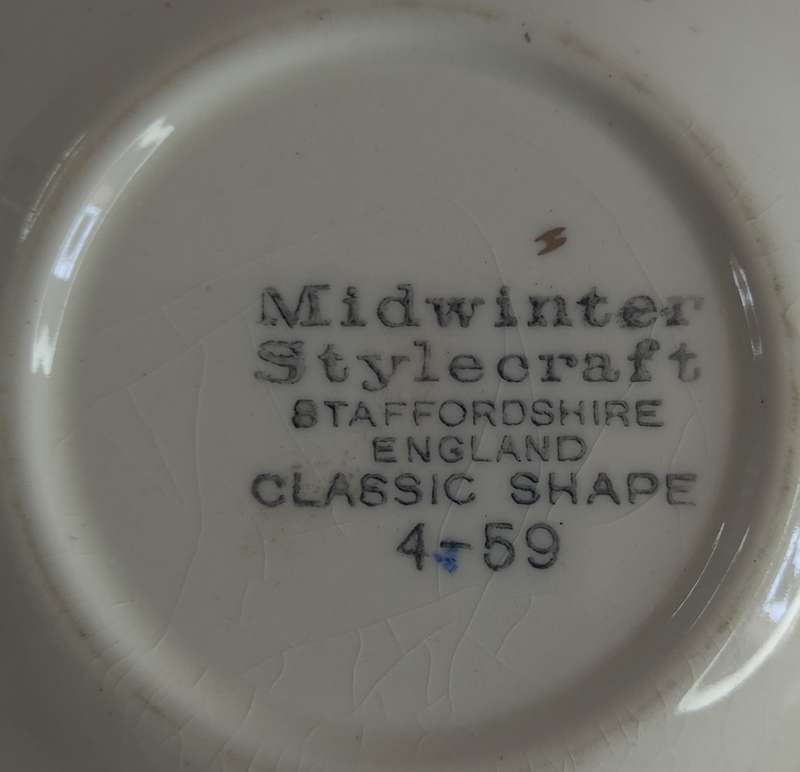 Midwinter
Stylecraft
STAFFORDSHIRE
ENGLAND
CLASSIC SHAPE
4-59